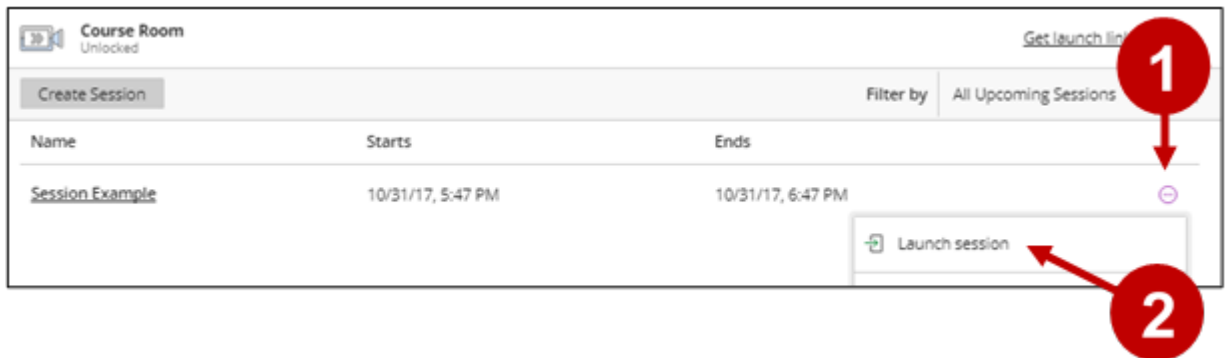 Course Room
Unlocked
Get launch
1
Create Session
Filter by All Upcoming Sessions
Name Starts Ends
Session Example 10/31/17, 5:47 PM 10/31/17, 6:47 PM
Launch session
2